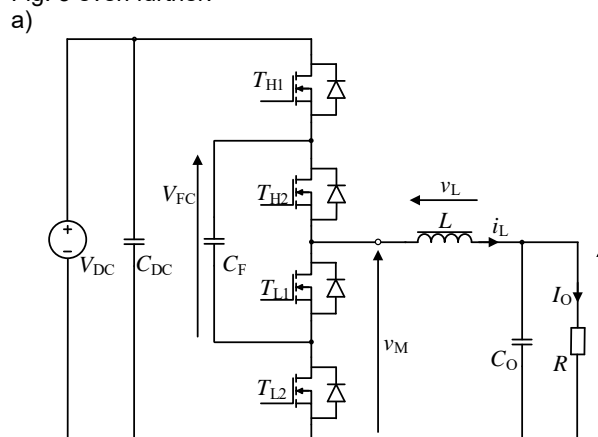 a)
T_H1
V_FC
T_H2
v_L
L
i_L
V_DC
C_DC
C_F
T_L1
I_O
v_M
C_O
R
T_L2